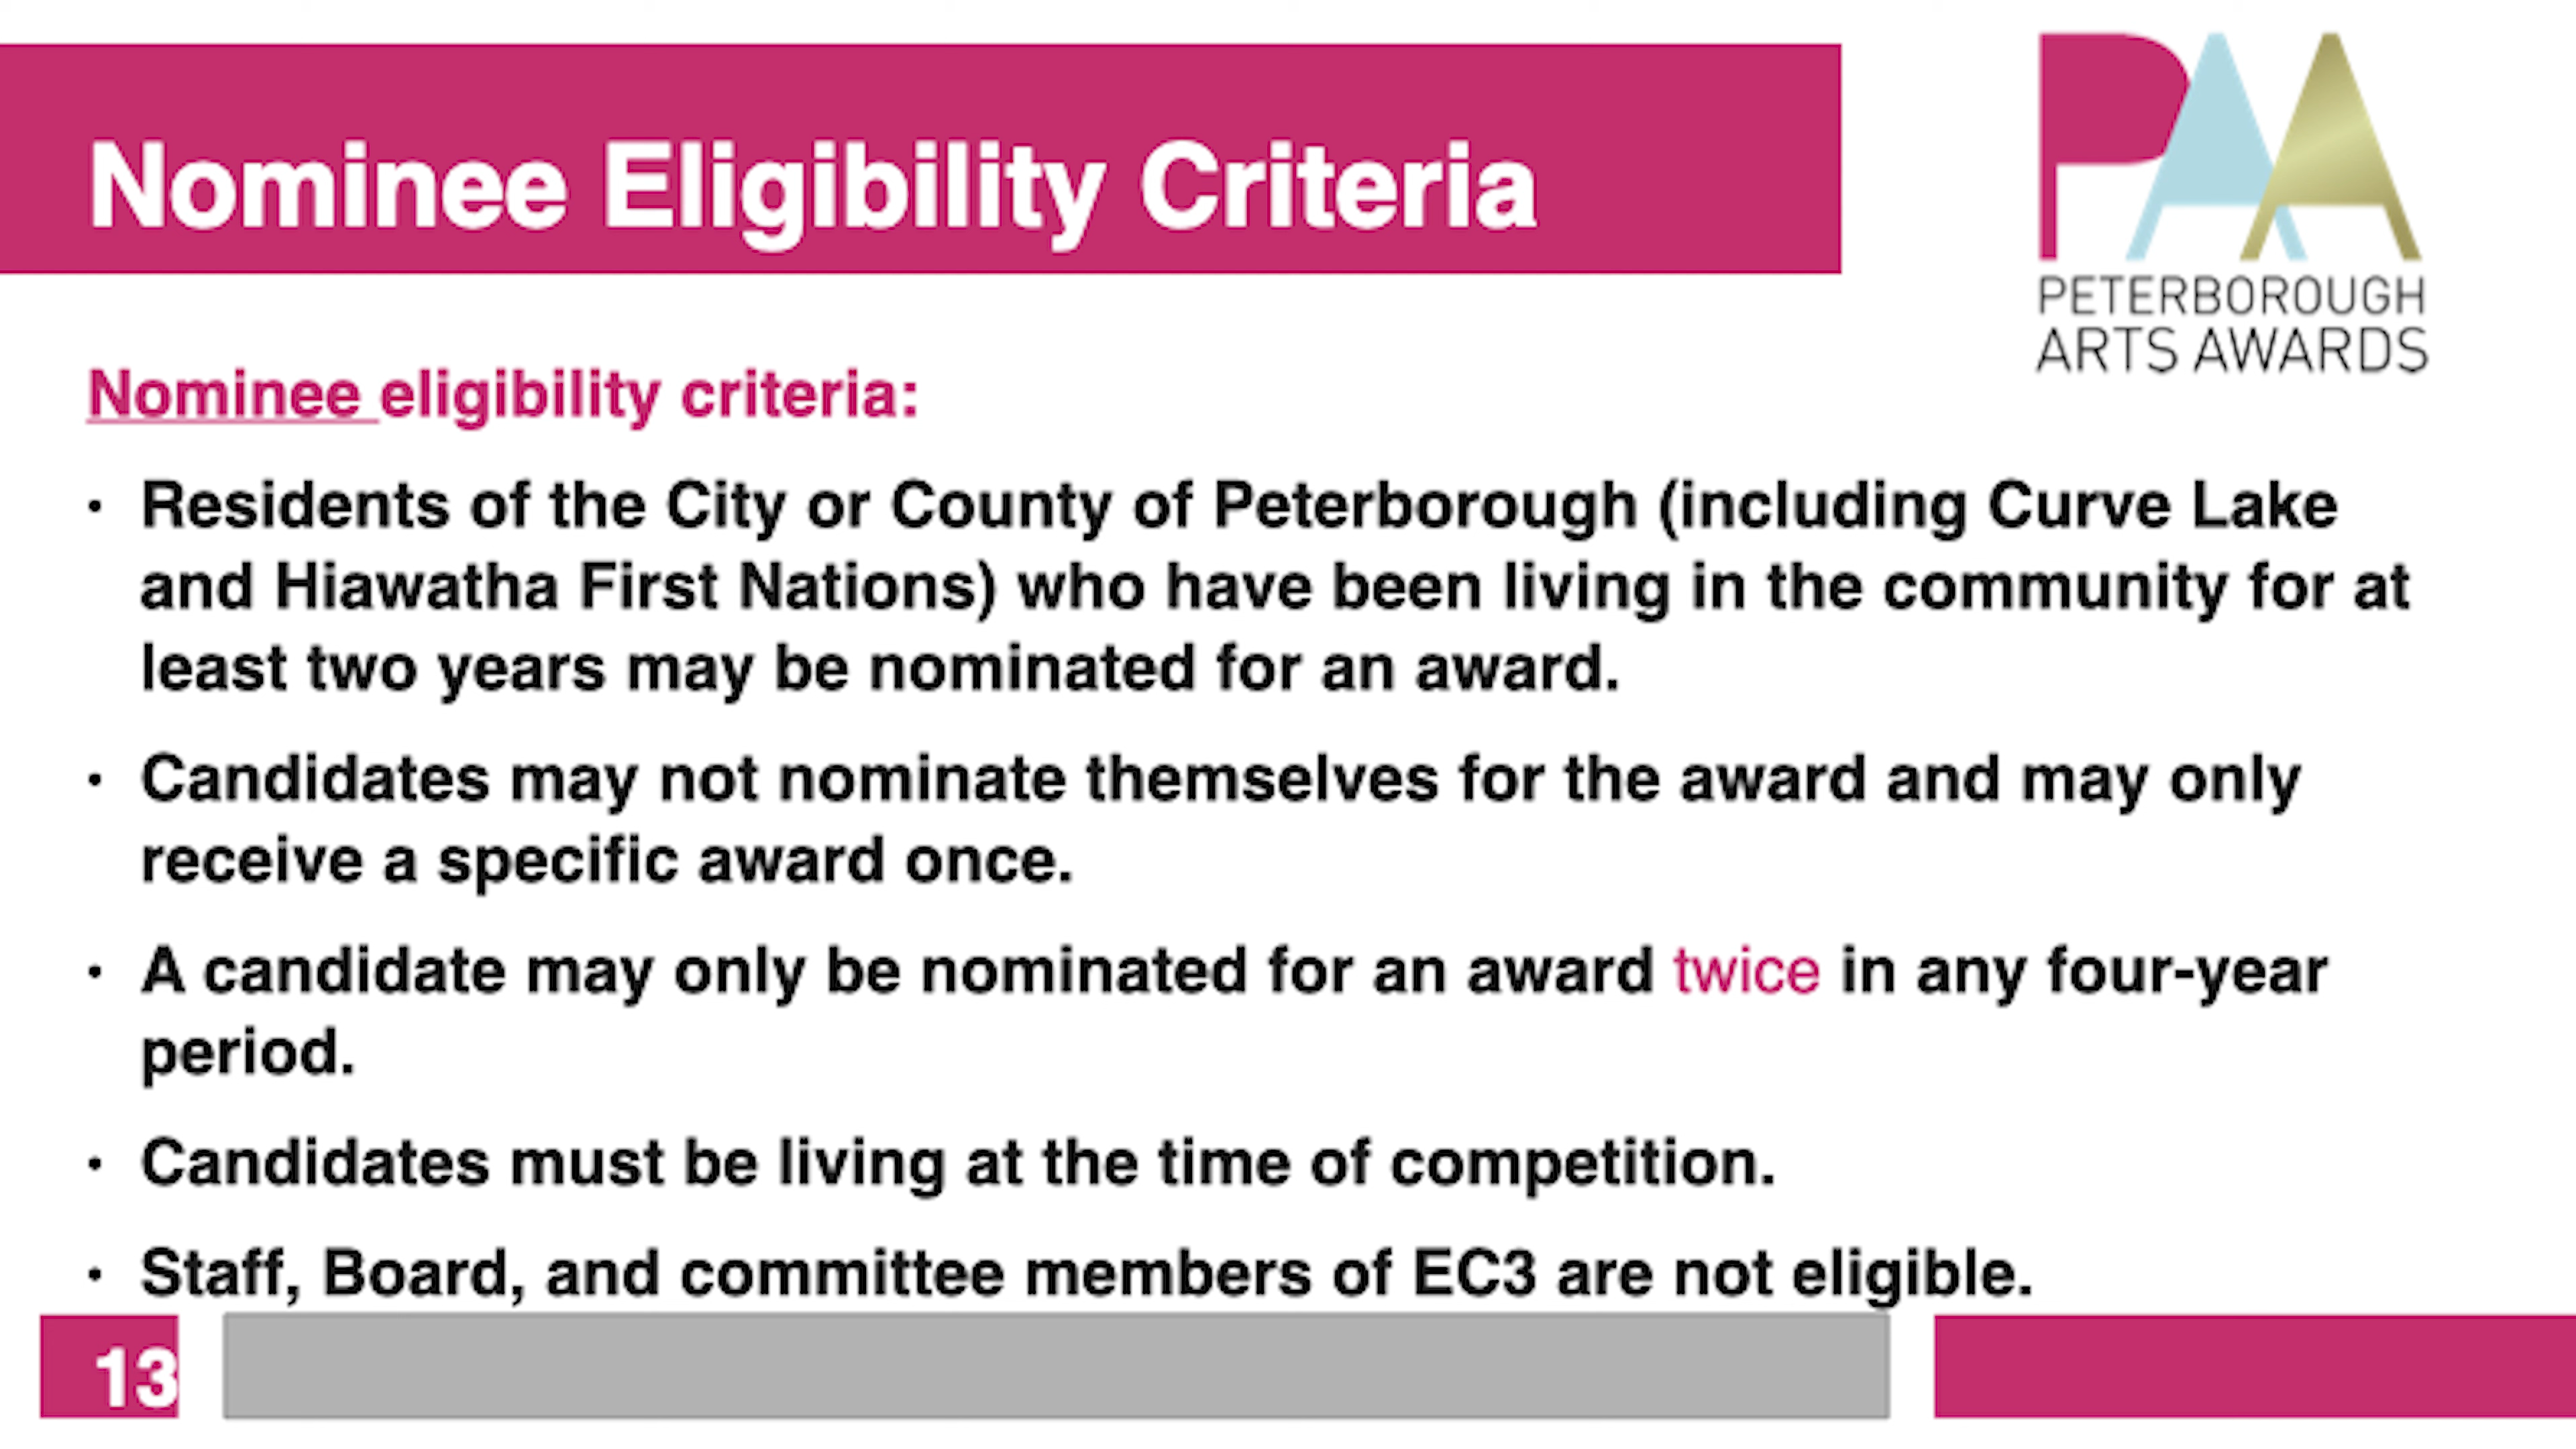 Nominee Eligibility Criteria
PAA
PETERBOROUGH
ARTS AWARDS
Nominee eligibility criteria:
· Residents of the City or County of Peterborough (including Curve Lake
and Hiawatha First Nations) who have been living in the community for at
least two years may be nominated for an award.
· Candidates may not nominate themselves for the award and may only
receive a specific award once.
· A candidate may only be nominated for an award twice in any four-year
period.
· Candidates must be living at the time of competition.
· Staff, Board, and committee members of EC3 are not eligible.
13